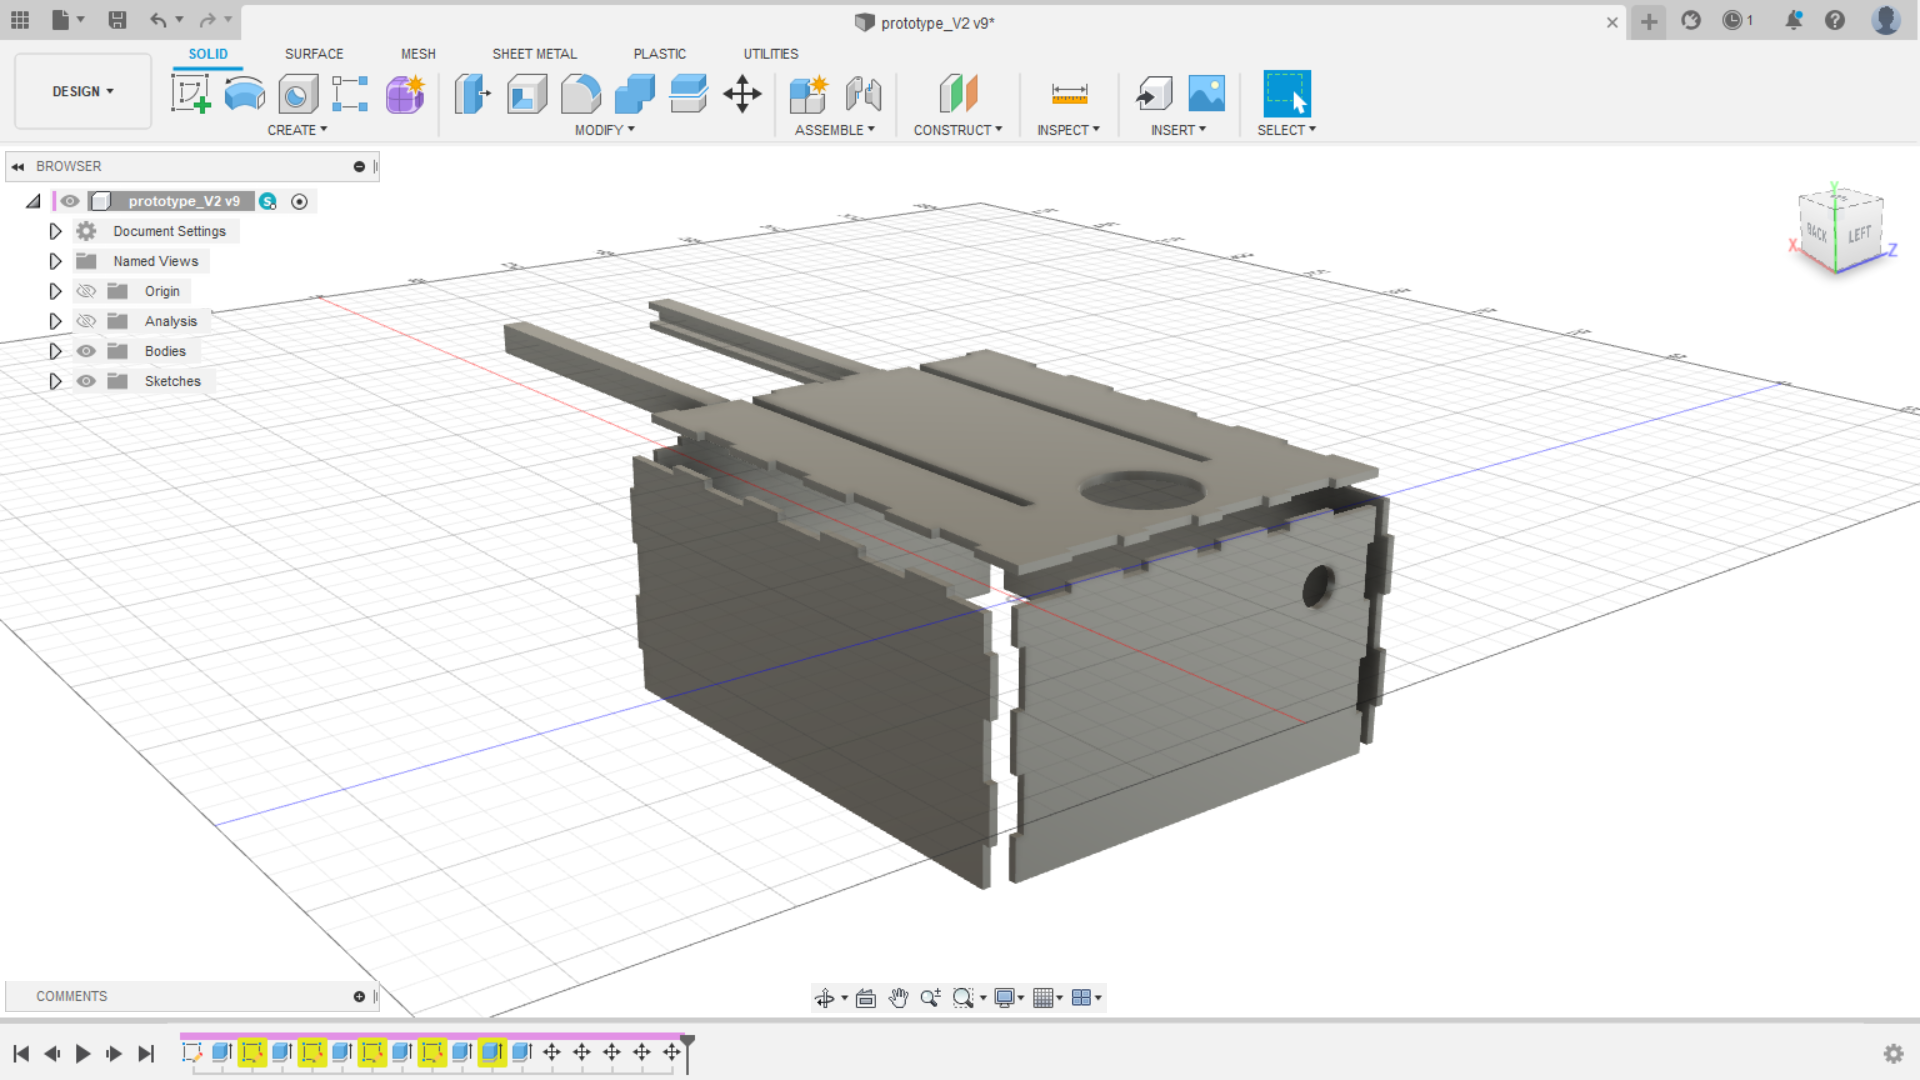 prototype_V2 v9*
1
SOLID SURFACE MESH SHEET METAL PLASTIC UTILITIES
DESIGN
CREATE MODIFY ASSEMBLE CONSTRUCT INSPECT INSERT SELECT
BROWSER
prototype_V2 v9
S
Document Settings
Named Views
Origin
Analysis
Bodies
Sketches
Y
BACK LEFT
X Z
COMMENTS